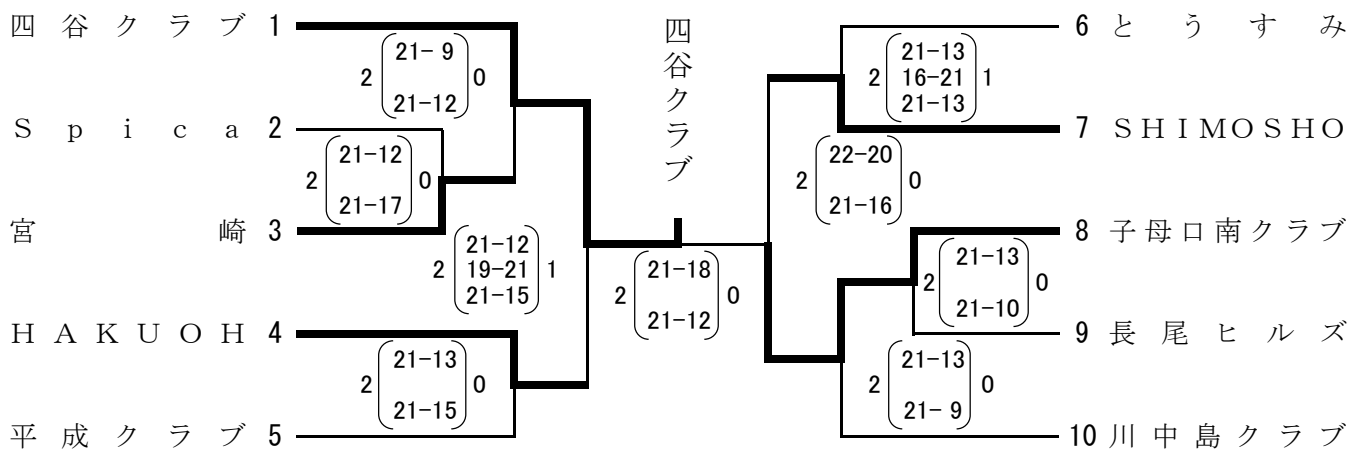 四谷クラブ 1
2 21-9 0
21-12
Ｓｐｉｃａ 2
2 21-12 0
21-17
宮崎 3
2 21-12 1
19-21
21-15
ＨＡＫＵＯＨ 4
2 21-13 0
21-15
平成クラブ 5
四谷クラブ
2 21-18 0
21-12
6 とうすみ
2 21-13 1
16-21
21-13
7 ＳＨＩＭＯＳＨＯ
2 22-20 0
21-16
8 子母口南クラブ
2 21-13 0
21-10
9 長尾ヒルズ
2 21-13 0
21-9
10 川中島クラブ